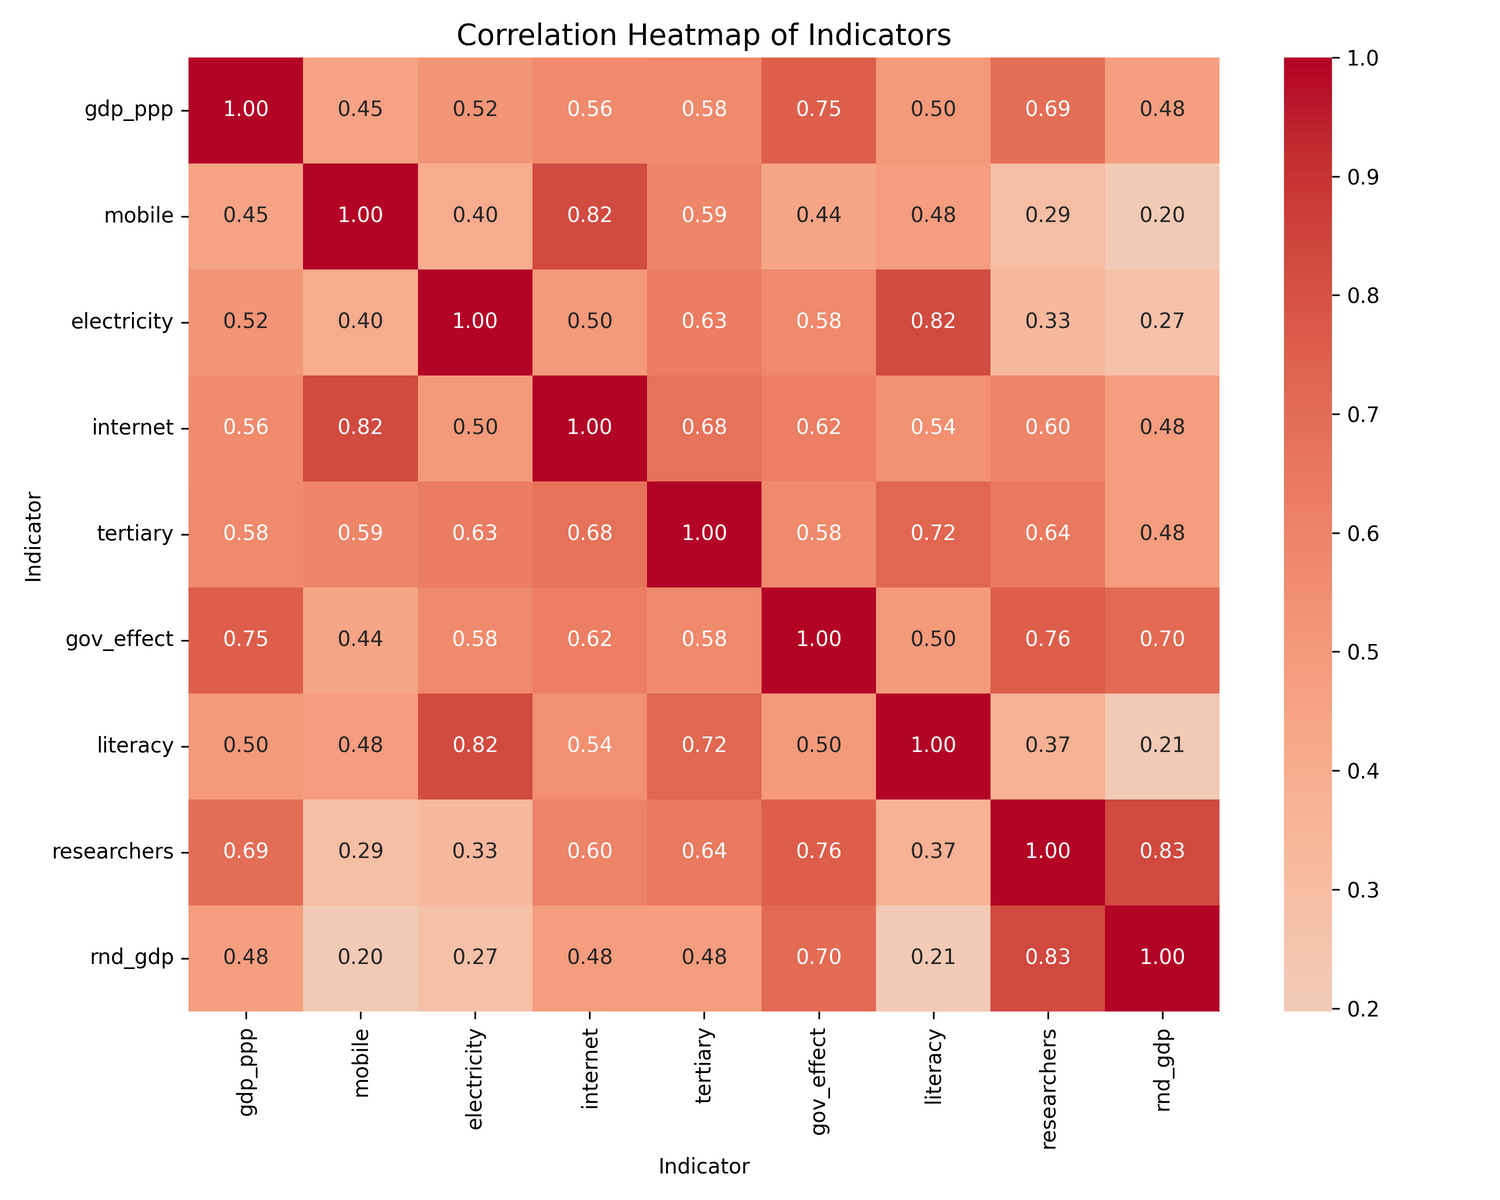 Correlation Heatmap of Indicators
gdp_ppp 1.00 0.45 0.52 0.56 0.58 0.75 0.50 0.69 0.48
mobile 0.45 1.00 0.40 0.82 0.59 0.44 0.48 0.29 0.20
electricity 0.52 0.40 1.00 0.50 0.63 0.58 0.82 0.33 0.27
internet 0.56 0.82 0.50 1.00 0.68 0.62 0.54 0.60 0.48
tertiary 0.58 0.59 0.63 0.68 1.00 0.58 0.72 0.64 0.48
gov_effect 0.75 0.44 0.58 0.62 0.58 1.00 0.50 0.76 0.70
literacy 0.50 0.48 0.82 0.54 0.72 0.50 1.00 0.37 0.21
researchers 0.69 0.29 0.33 0.60 0.64 0.76 0.37 1.00 0.83
rnd_gdp 0.48 0.20 0.27 0.48 0.48 0.70 0.21 0.83 1.00
gdp_ppp mobile electricity internet tertiary gov_effect literacy researchers rnd_gdp
Indicator
Indicator
1.0
0.9
0.8
0.7
0.6
0.5
0.4
0.3
0.2